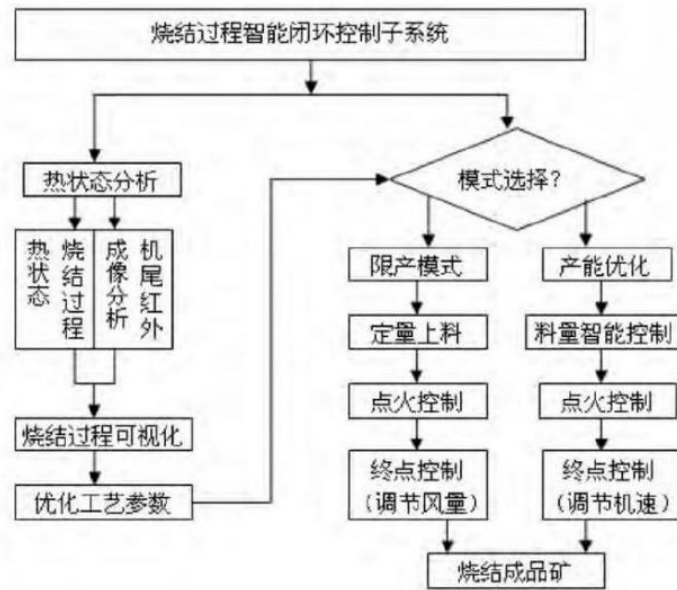 烧结过程智能闭环控制子系统
热状态分析
模式选择?
烧结过程
热状态
机尾红外
成像分析
限产模式
产能优化
定量上料
料量智能控制
点火控制
点火控制
烧结过程可视化
终点控制
(调节风量)
终点控制
(调节机速)
优化工艺参数
烧结成品矿